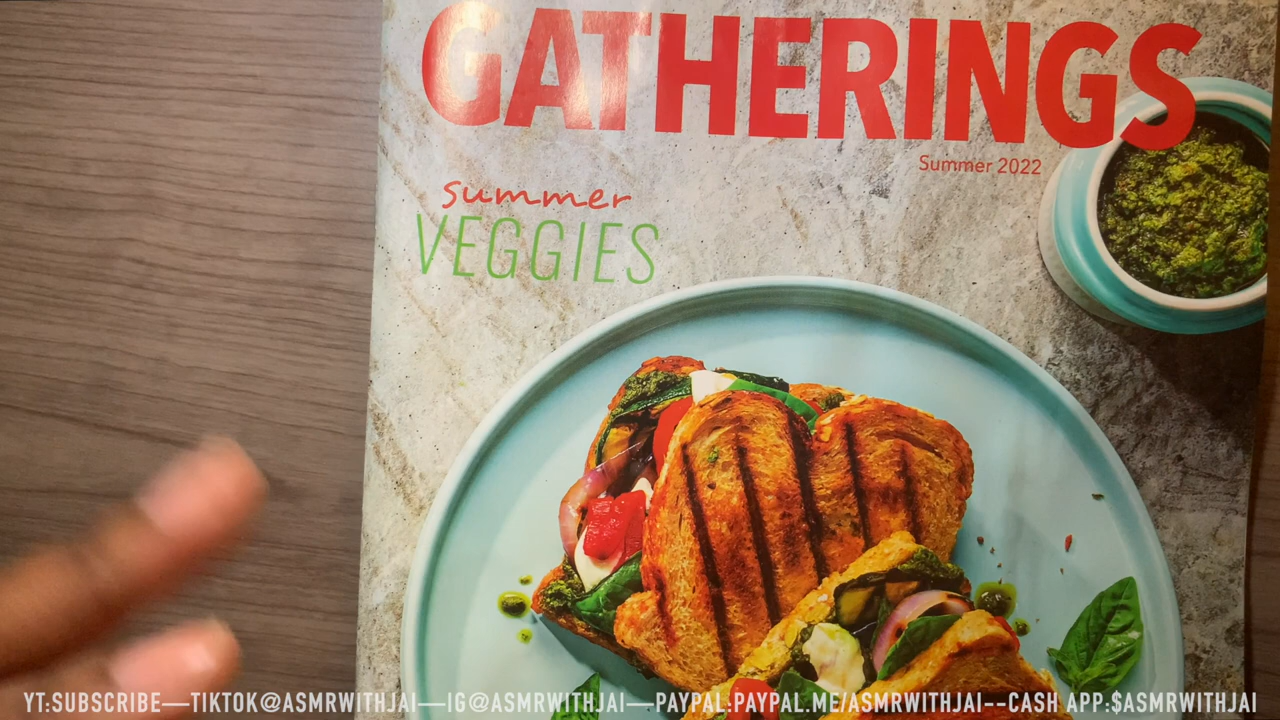 GATHERINGS
Summer 2022
summer
VEGGIES
YT:SUBSCRIBE—TIKTOK@ASMRWITHJAI—IG@ASMRWITHJAI—PAYPAL:PAYPAL.ME/ASMRWITHJAI--CASH APP:$ASMRWITHJAI